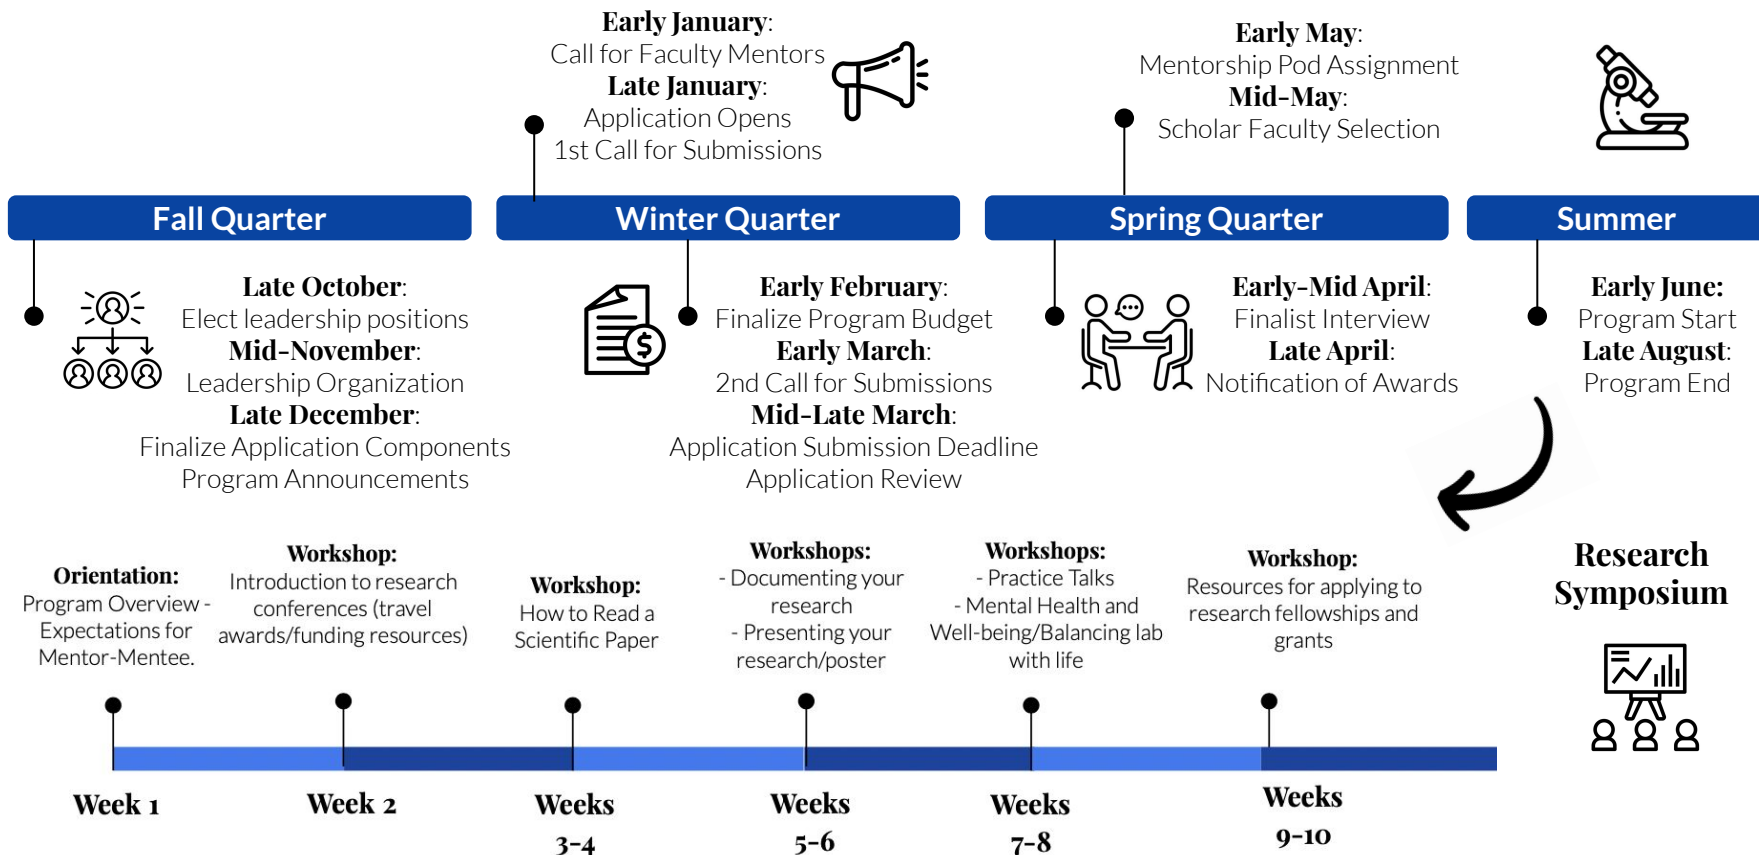 Early January:
Call for Faculty Mentors
Late January:
Application Opens
1st Call for Submissions
Early May:
Mentorship Pod Assignment
Mid-May:
Scholar Faculty Selection
Fall Quarter
Winter Quarter
Spring Quarter
Summer
Late October:
Elect leadership positions
Mid-November:
Leadership Organization
Late December:
Finalize Application Components
Program Announcements
$
Early February:
Finalize Program Budget
Early March:
2nd Call for Submissions
Mid-Late March:
Application Submission Deadline
Application Review
Early-Mid April:
Finalist Interview
Late April:
Notification of Awards
Early June:
Program Start
Late August:
Program End
Orientation:
Program Overview -
Expectations for
Mentor-Mentee.
Workshop:
Introduction to research
conferences (travel
awards/funding resources)
Workshop:
How to Read a
Scientific Paper
Workshops:
- Documenting your
research
- Presenting your
research/poster
Workshops:
- Practice Talks
- Mental Health and
Well-being/Balancing lab
with life
Workshop:
Resources for applying to
research fellowships and
grants
Research
Symposium
Week 1
Week 2
Weeks
3-4
Weeks
5-6
Weeks
7-8
Weeks
9-10